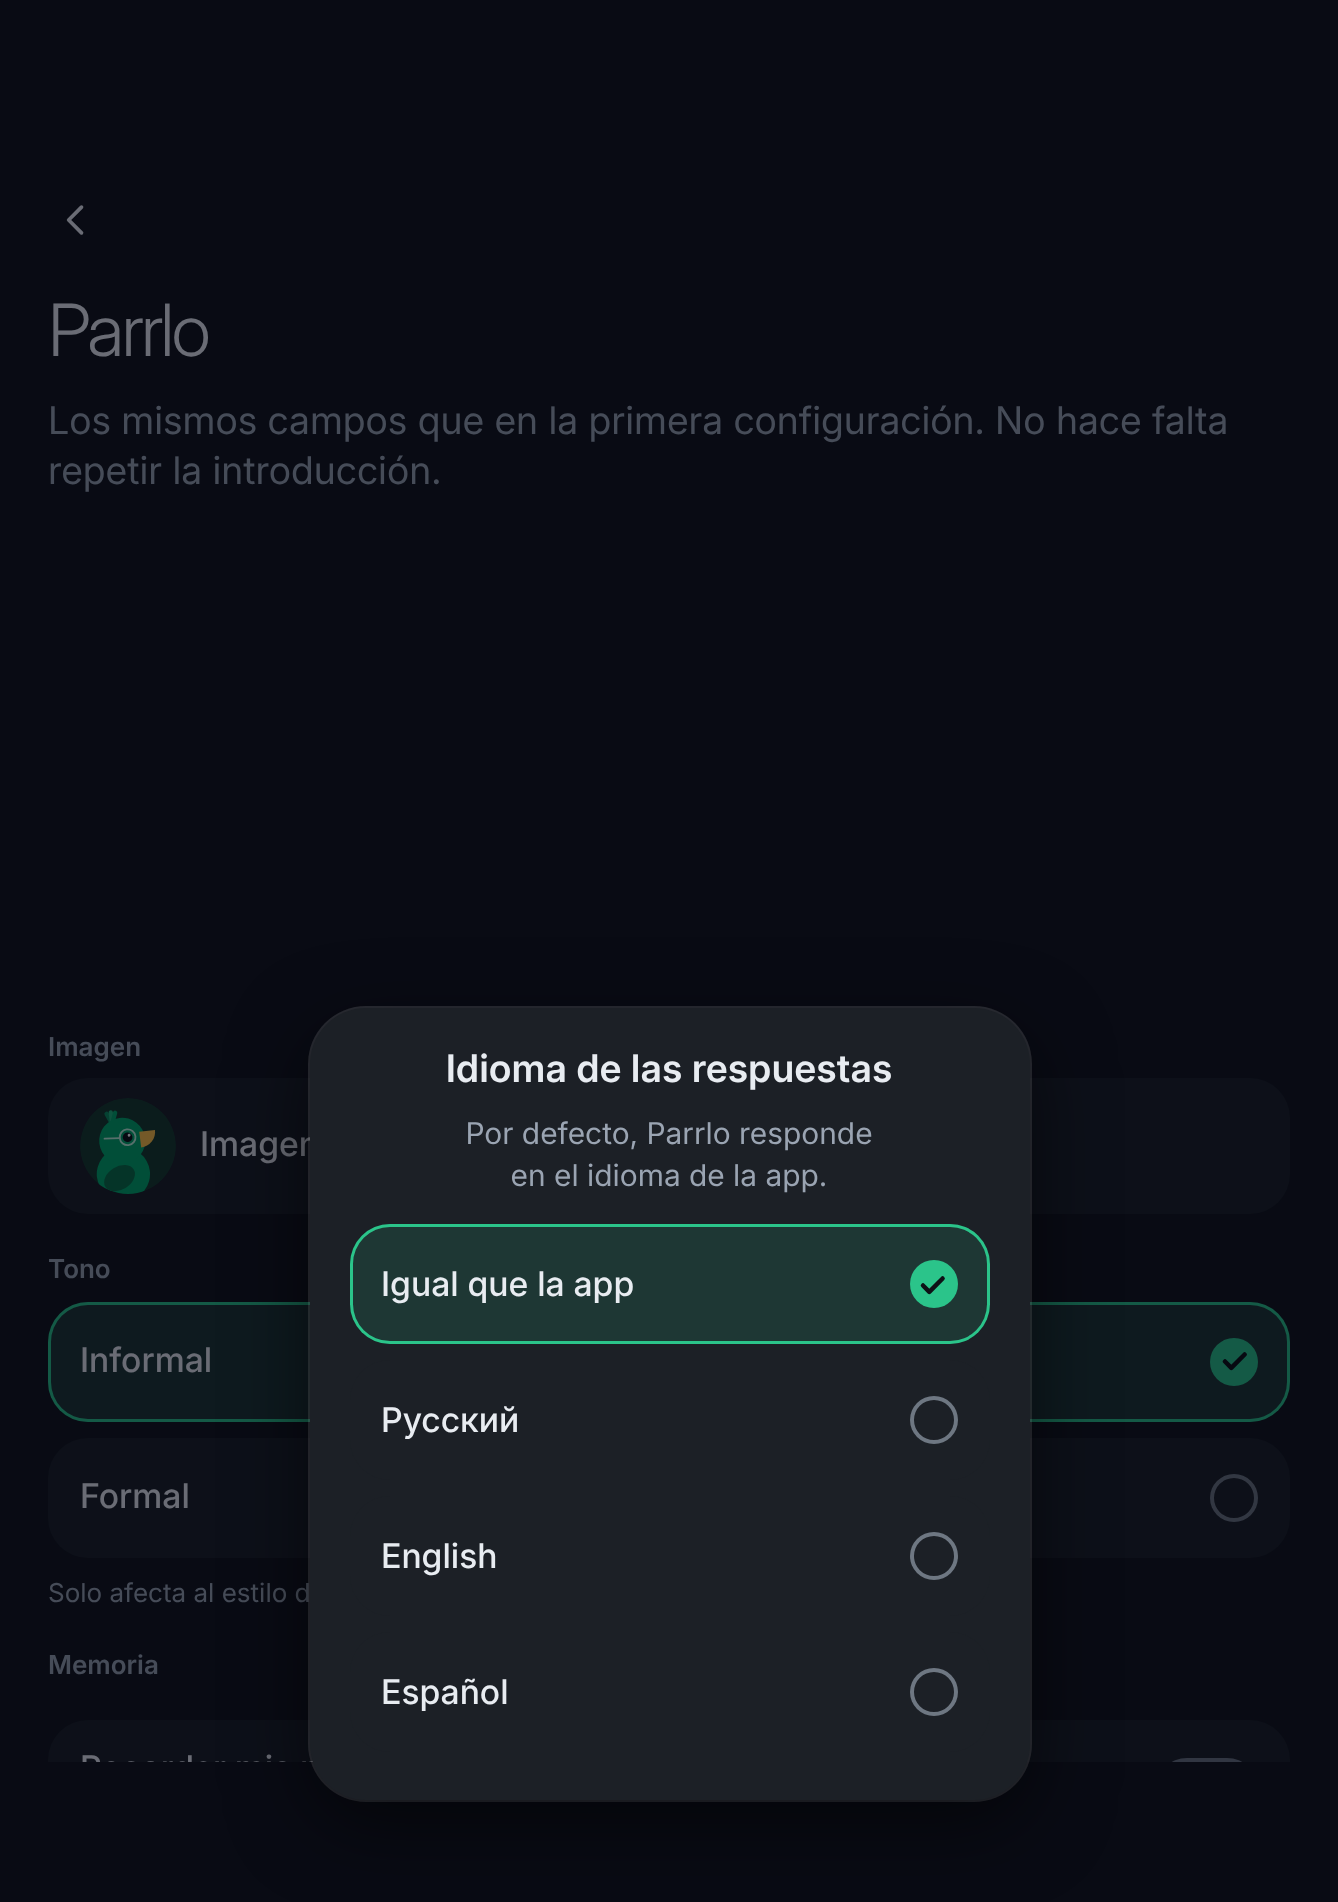 Parrlo
Los mismos campos que en la primera configuración. No hace falta
repetir la introducción.
Imagen
Tono
Informal
Formal
Solo afecta al estilo
Memoria
Idioma de las respuestas
Por defecto, Parrlo responde
en el idioma de la app.
Igual que la app
Русский
English
Español